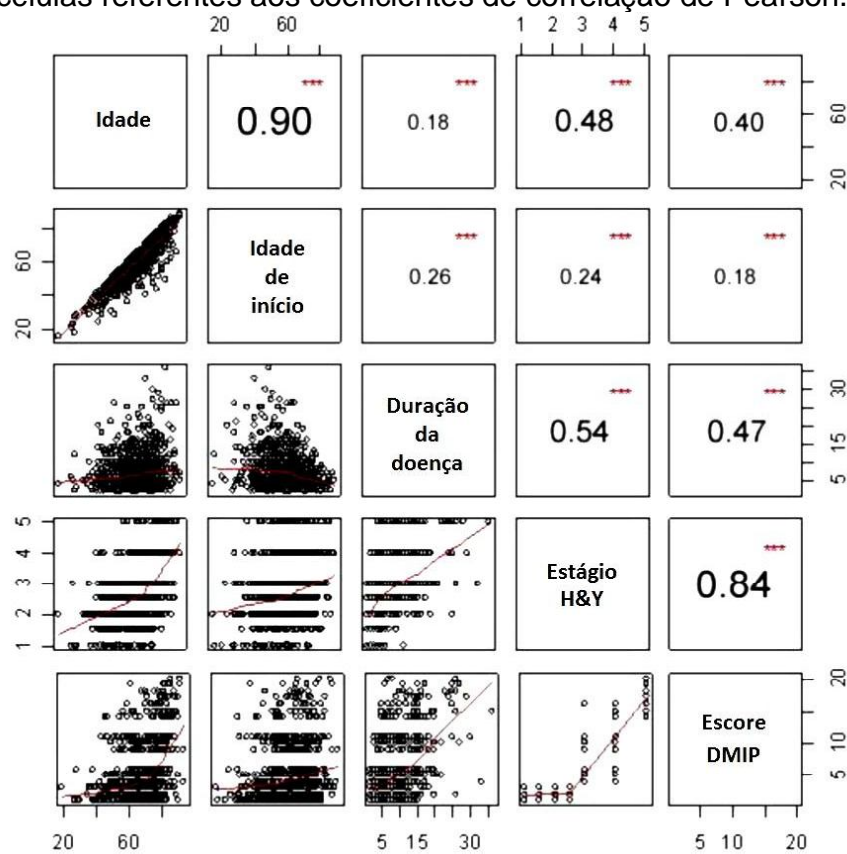 células referentes aos coeficientes de correlação de Pearson.
20 60
1 2 3 4 5
Idade
***
0.90
***
0.18
***
0.48
***
0.40
20 60
20 60
Idade
de
início
***
0.26
***
0.24
***
0.18
Duração
da
doença
***
0.54
***
0.47
5 15 30
1 2 3 4 5
Estágio
H&Y
***
0.84
Escore
DMIP
5 10 20
20 60
5 15 30
5 10 20